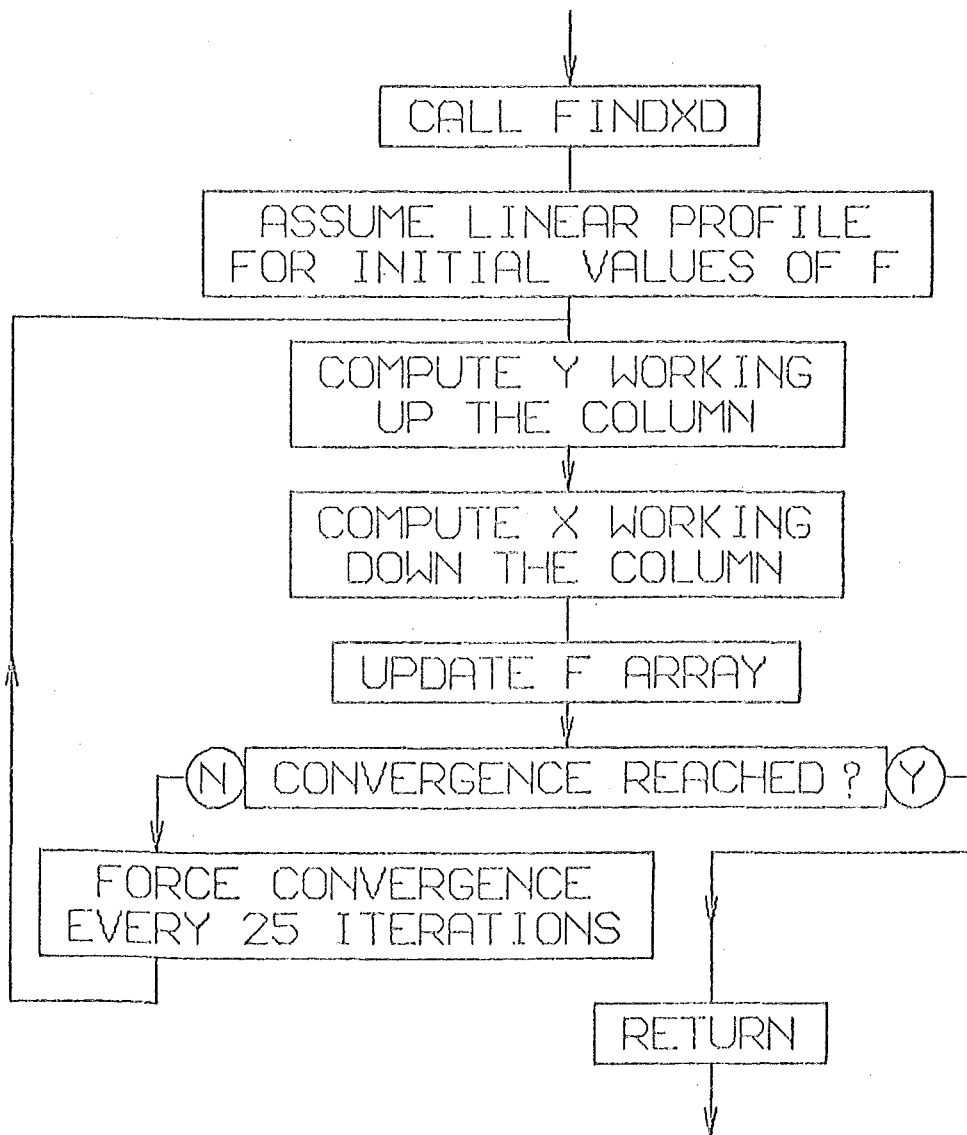 CALL FINDXD
ASSUME LINEAR PROFILE
FOR INITIAL VALUES OF F
COMPUTE Y WORKING
UP THE COLUMN
COMPUTE X WORKING
DOWN THE COLUMN
UPDATE F ARRAY
N CONVERGENCE REACHED? Y
FORCE CONVERGENCE
EVERY 25 ITERATIONS
RETURN